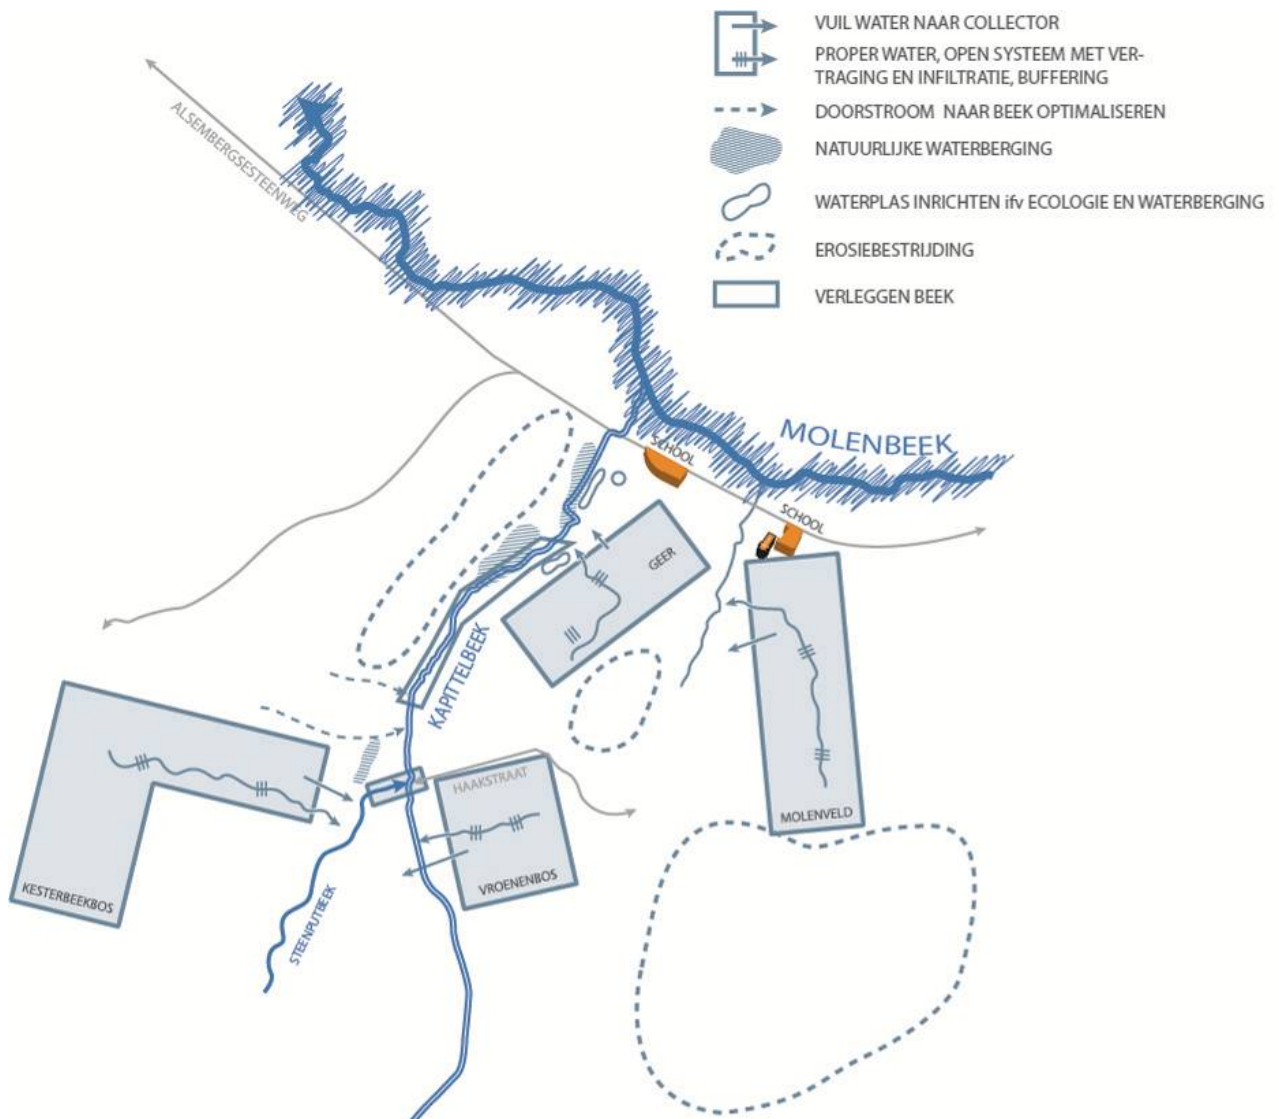 VUIL WATER NAAR COLLECTOR
PROPER WATER, OPEN SYSTEEM MET VER-
TRAGING EN INFILTRATIE, BUFFERING
DOORSTROOM NAAR BEEK OPTIMALISEREN
NATUURLIJKE WATERBERGING
WATERPLAS INRICHTEN ifv ECOLOGIE EN WATERBERGING
EROSIEBESTRIJDING
VERLEGGEN BEEK
ALSEMBERGSESTEENWEG
MOLENBEEK
SCHOOL
SCHOOL
GEER
KAPITTELBEEK
HAAKSTRAAT
MOLENVELD
VROENENBOS
KESTERBEEKBOS
STEENPUTBEEK